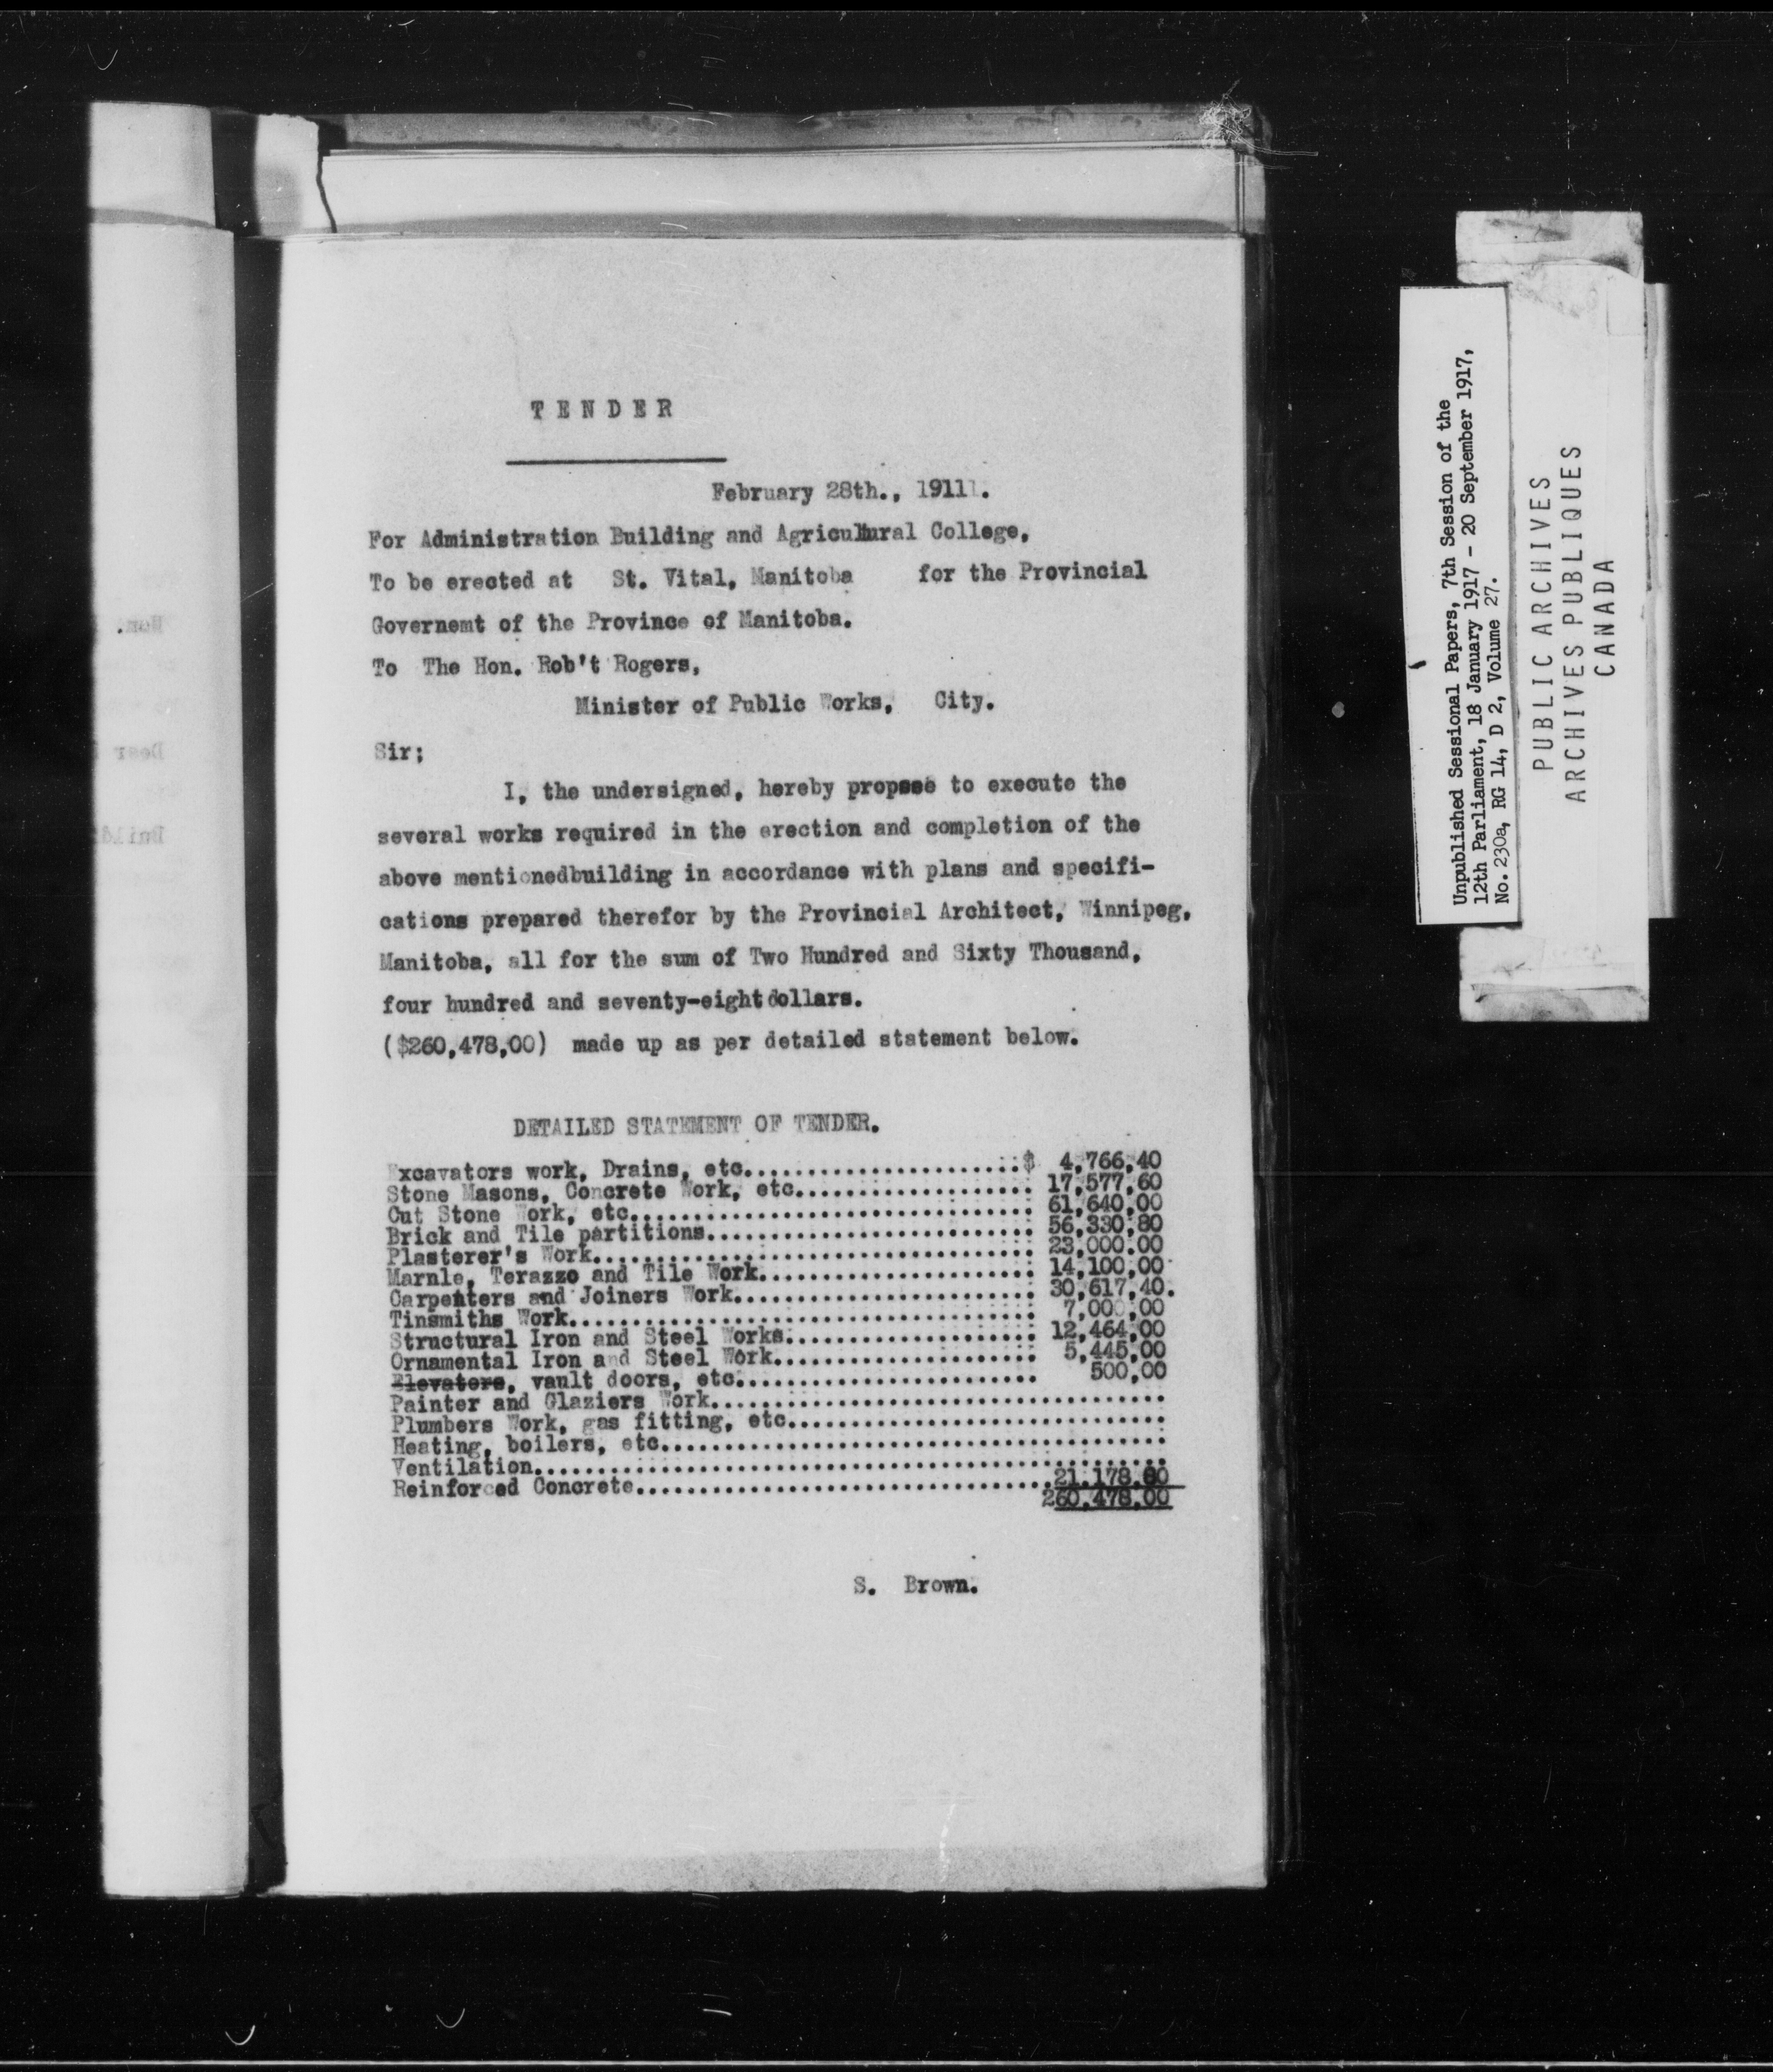 TENDER
February 28th., 19111.
For Administration Building and Agricultural College,
To be erected at St. Vital, Manitoba for the Provincial
Governemt of the Province of Manitoba.
To The Hon. Rob't Rogers,
Minister of Public Works, City.
Sir;
I, the undersigned, hereby propose to execute the
several works required in the erection and completion of the
above mentionedbuilding in accordance with plans and specifi-
cations prepared therefor by the Provincial Architect, Winnipeg,
Manitoba, all for the sum of Two Hundred and Sixty Thousand,
four hundred and seventy-eight dollars.
($260,478,00) made up as per detailed statement below.
DETAILED STATEMENT OF TENDER.
Excavators work, Drains, etc......................$ 4,766,40
Stone Masons, Concrete Work, etc................... 17,577,60
Cut Stone Work, etc................................ 61,640,00
Brick and Tile partitions.......................... 56,330,80
Plasterer's Work................................... 23,000.00
Marnle, Terazzo and Tile Work...................... 14,100,00
Carpenters and Joiners Work........................ 30,617,40.
Tinsmiths Work..................................... 7,000,00
Structural Iron and Steel Works.................... 12,464,00
Ornamental Iron and Steel Work..................... 5,445,00
Elevators, vault doors, etc........................ 500,00
Painter and Glaziers Work....................................
Plumbers Work, gas fitting, etc..............................
Heating, boilers, etc........................................
Ventilation..................................................
Reinforced Concrete.................................21,178,80
260,478,00
S. Brown.
Unpublished Sessional Papers, 7th Session of the
12th Parliament, 18 January 1917 - 20 September 1917,
No. 230a, RG 14, D 2, Volume 27.
PUBLIC ARCHIVES
ARCHIVES PUBLIQUES
CANADA